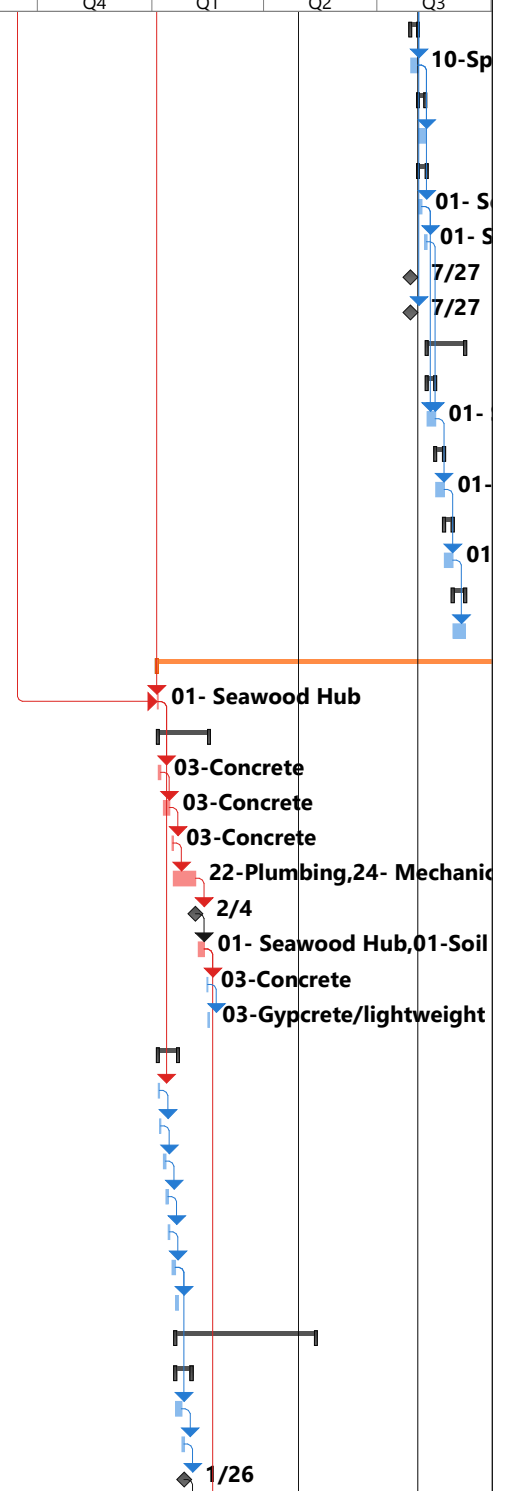 Q4 Q1 Q2 Q3
10-Sp
01- S
01- S
7/27
7/27
01-
01-
01
01- Seawood Hub
03-Concrete
03-Concrete
03-Concrete
22-Plumbing,24- Mechanic
2/4
01- Seawood Hub,01-Soil
03-Concrete
03-Gypcrete/lightweight
1/26